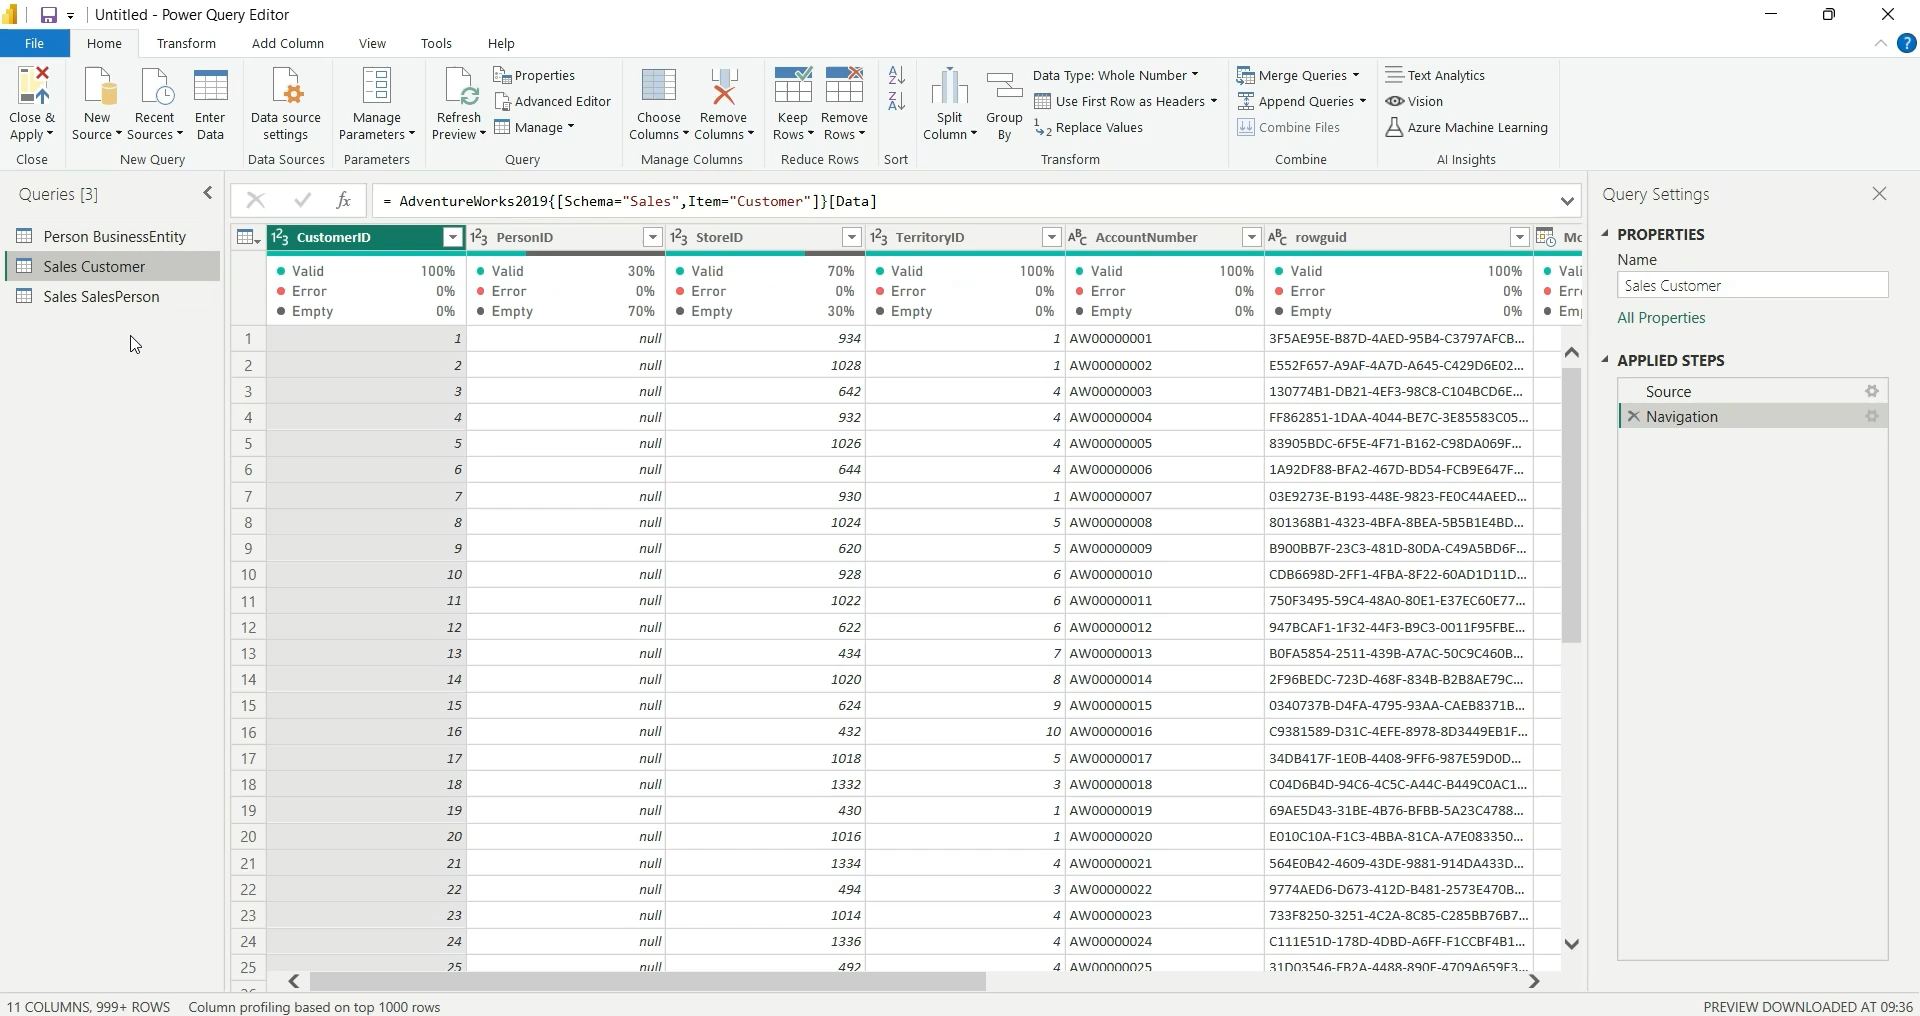 Untitled - Power Query Editor
File Home Transform Add Column View Tools Help
Close & Apply
New Source
Recent Sources
Enter Data
Data source settings
Manage Parameters
Refresh Preview
Properties
Advanced Editor
Manage
Choose Columns
Remove Columns
Keep Rows
Remove Rows
Split Column
Group By
Data Type: Whole Number
Use First Row as Headers
Replace Values
Merge Queries
Append Queries
Combine Files
Text Analytics
Vision
Azure Machine Learning
Close New Query Data Sources Parameters Query Manage Columns Reduce Rows Sort Transform Combine AI Insights
Queries [3]
Person BusinessEntity
Sales Customer
Sales SalesPerson
fx = AdventureWorks2019{[Schema="Sales",Item="Customer"]}[Data]
CustomerID PersonID StoreID TerritoryID AccountNumber rowguid
Valid 100% Valid 30% Valid 70% Valid 100% Valid 100% Valid 100%
Error 0% Error 0% Error 0% Error 0% Error 0% Error 0%
Empty 0% Empty 70% Empty 30% Empty 0% Empty 0% Empty 0%
1 1 null 934 1 AW00000001 3F5AE95E-B87D-4AED-95B4-C3797AFCB...
2 2 null 1028 1 AW00000002 E552F657-A9AF-4A7D-A645-C429D6E02...
3 3 null 642 4 AW00000003 130774B1-DB21-4EF3-98C8-C104BCD6E...
4 4 null 932 4 AW00000004 FF862851-1DAA-4044-BE7C-3E85583C05...
5 5 null 1026 4 AW00000005 83905BDC-6F5E-4F71-B162-C98DA069F...
6 6 null 644 4 AW00000006 1A92DF88-BFA2-467D-BD54-FCB9E647F...
7 7 null 930 1 AW00000007 03E9273E-B193-448E-9823-FE0C44AEED...
8 8 null 1024 5 AW00000008 801368B1-4323-4BFA-8BEA-5B5B1E4BD...
9 9 null 620 5 AW00000009 B900BB7F-23C3-481D-80DA-C49A5BD6F...
10 10 null 928 6 AW00000010 CDB6698D-2FF1-4FBA-8F22-60AD1D11D...
11 11 null 1022 6 AW00000011 750F3495-59C4-48A0-80E1-E37EC60E77...
12 12 null 622 6 AW00000012 947BCAF1-1F32-44F3-B9C3-0011F95FBE...
13 13 null 434 7 AW00000013 B0FA5854-2511-439B-A7AC-50C9C460B...
14 14 null 1020 8 AW00000014 2F96BEDC-723D-468F-834B-B2B8AE79C...
15 15 null 624 9 AW00000015 0340737B-D4FA-4795-93AA-CAEB8371B...
16 16 null 432 10 AW00000016 C9381589-D31C-4EFE-8978-8D3449EB1F...
17 17 null 1018 5 AW00000017 34DB417F-1E0B-4408-9FF6-987E59D0D...
18 18 null 1332 3 AW00000018 C04D6B4D-94C6-4C5C-A44C-B449C0AC1...
19 19 null 430 1 AW00000019 69AE5D43-31BE-4B76-BFBB-5A23C4788...
20 20 null 1016 1 AW00000020 E010C10A-F1C3-4BBA-81CA-A7E083350...
21 21 null 1334 4 AW00000021 564E0B42-4609-43DE-9881-914DA433D...
22 22 null 494 3 AW00000022 9774AED6-D673-412D-B481-2573E470B...
23 23 null 1014 4 AW00000023 733F8250-3251-4C2A-8C85-C285BB76B7...
24 24 null 1336 4 AW00000024 C111E51D-178D-4DBD-A6FF-F1CCBF4B1...
25 25 null 492 4 AW00000025 31D03546-FB2A-4488-890F-4709A659F3...
Query Settings
PROPERTIES
Name
Sales Customer
All Properties
APPLIED STEPS
Source
Navigation
11 COLUMNS, 999+ ROWS Column profiling based on top 1000 rows PREVIEW DOWNLOADED AT 09:36